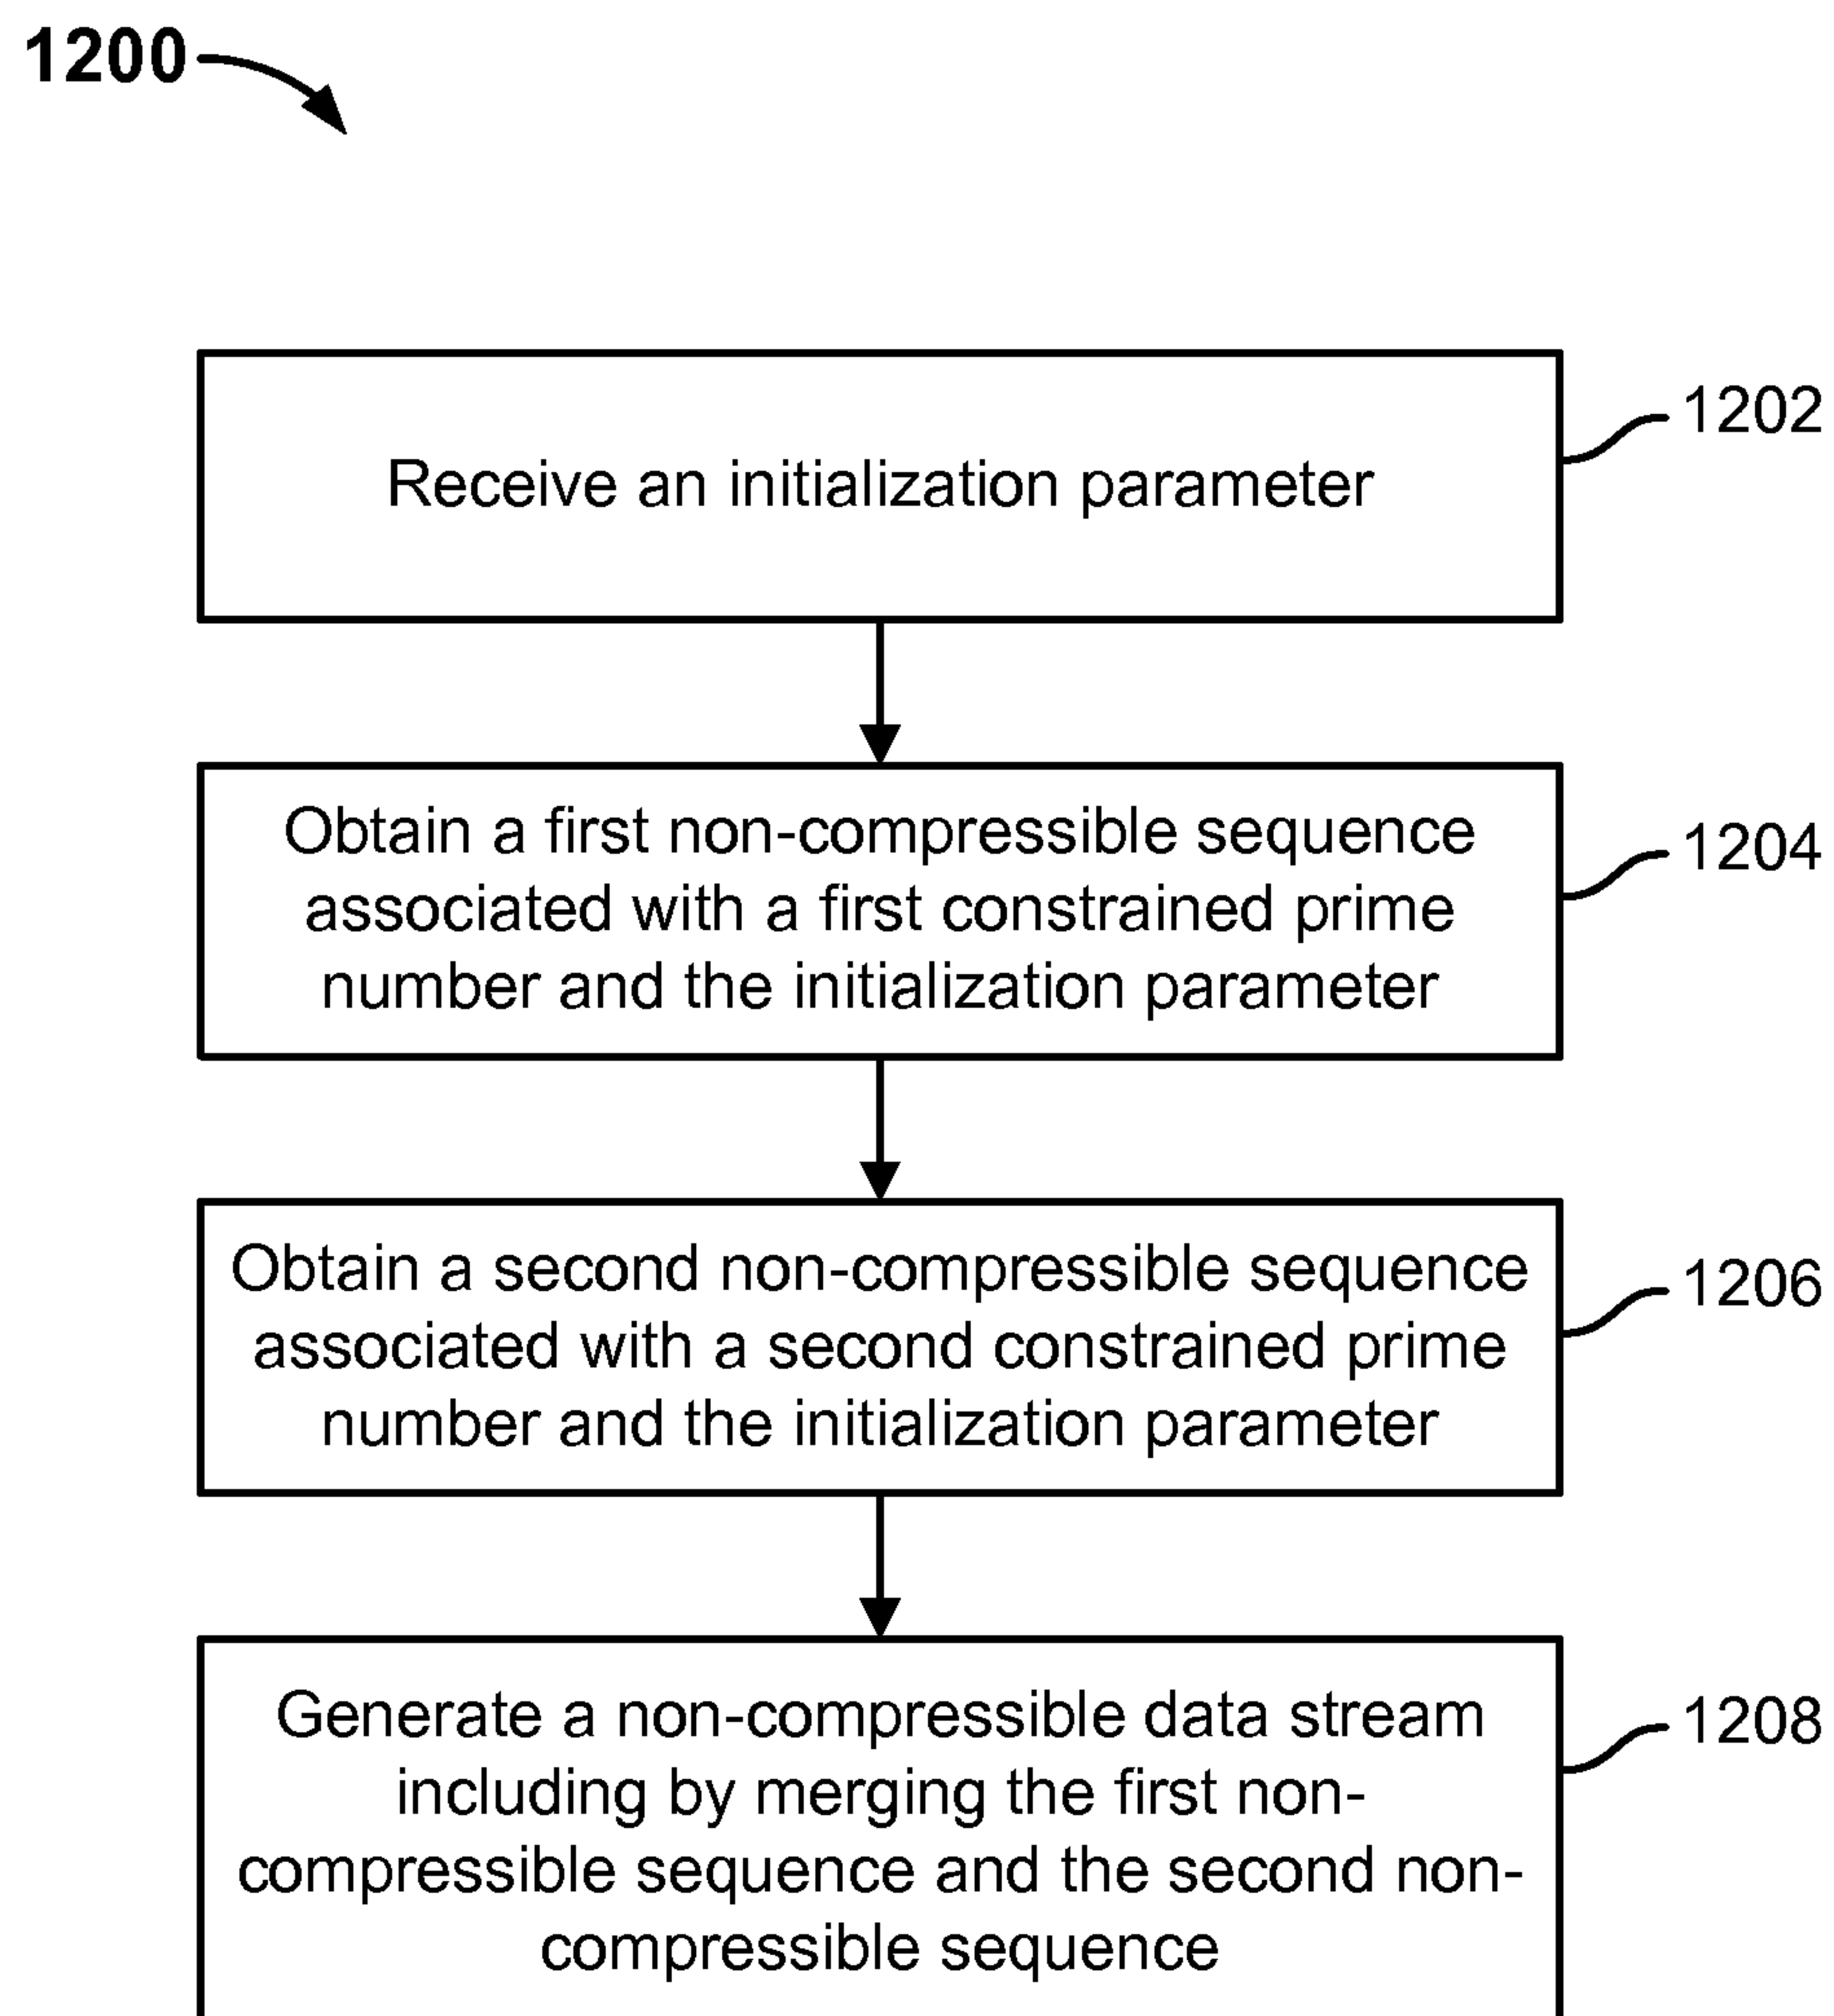 1200
Receive an initialization parameter
1202
Obtain a first non-compressible sequence
associated with a first constrained prime
number and the initialization parameter
1204
Obtain a second non-compressible sequence
associated with a second constrained prime
number and the initialization parameter
1206
Generate a non-compressible data stream
including by merging the first non-
compressible sequence and the second non-
compressible sequence
1208